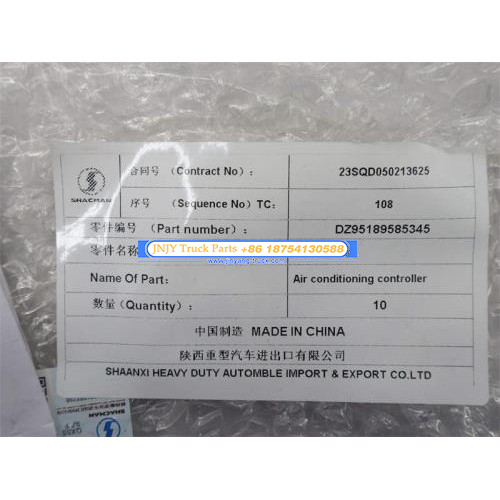 合同号 (Contract No): 23SQD050213625
SHACMAN
序号 (Sequence No) TC: 108
零件编号 (Part number): DZ95189585345
零件名称
JNJY Truck Parts +86 18754130588
Name Of Part: Air conditioning controller
数量(Quantity): 10
中国制造 MADE IN CHINA
陕西重型汽车进出口有限公司
SHAANXI HEAVY DUTY AUTOMBLE IMPORT & EXPORT CO.LTD
SHACMAN